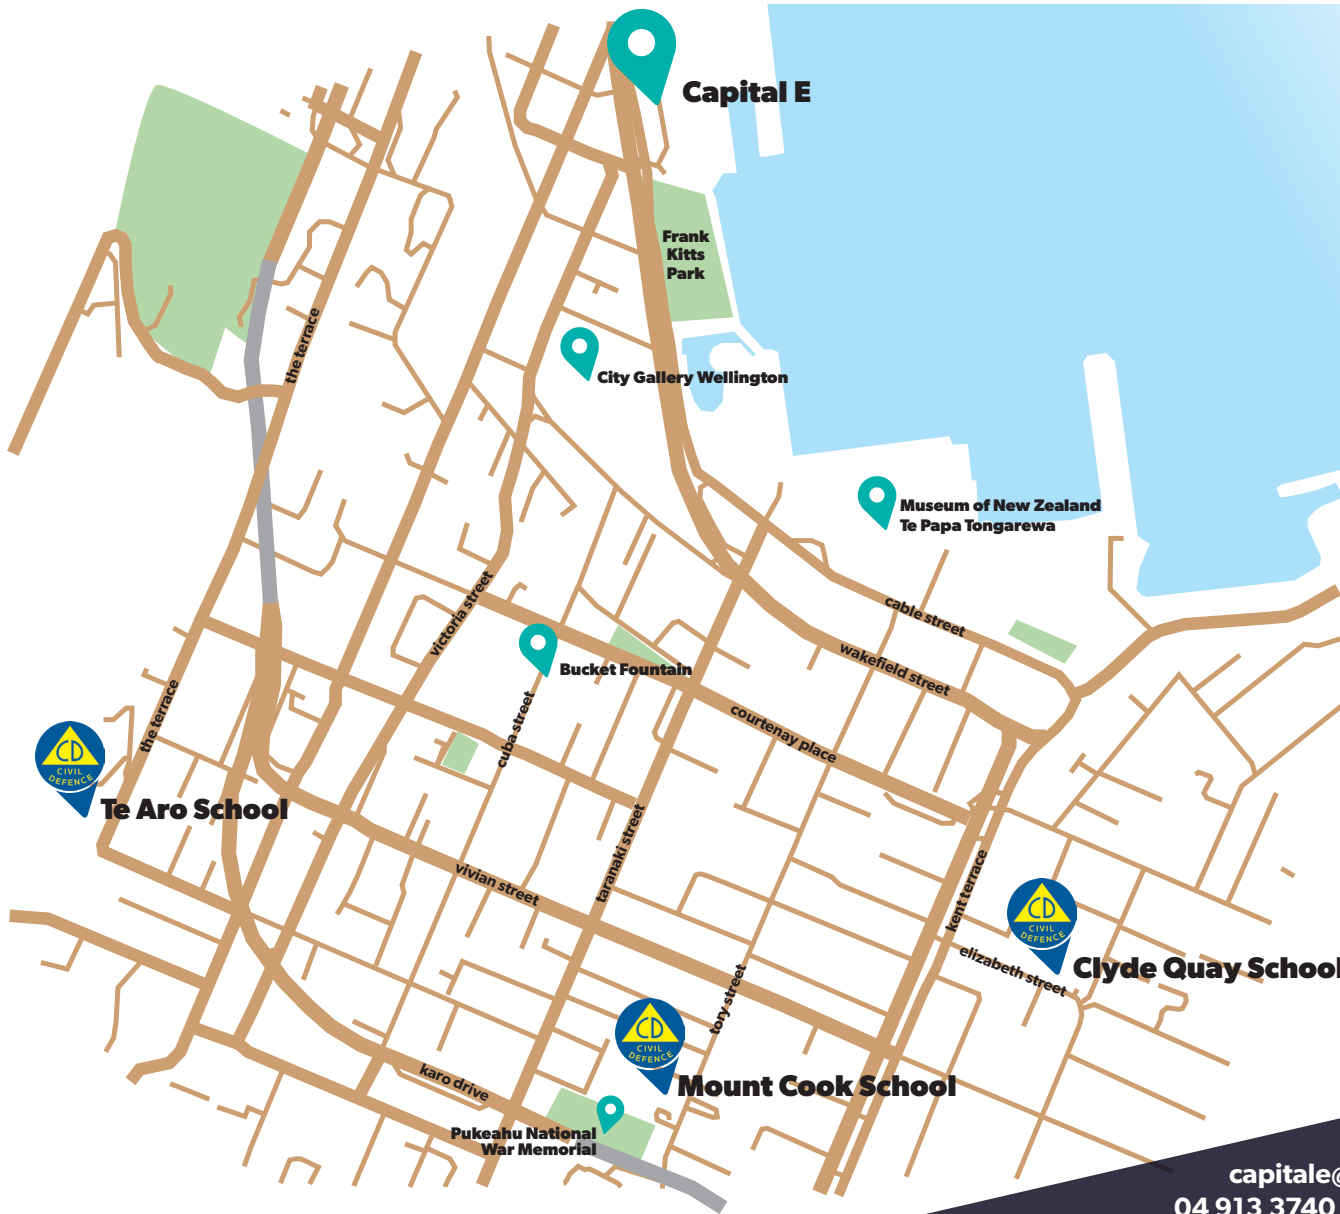 Capital E
Frank
Kitts
Park
the terrace
City Gallery Wellington
Museum of New Zealand
Te Papa Tongarewa
victoria street
cable street
wakefield street
Bucket Fountain
the terrace
cuba street
courtenay place
CD
CIVIL
DEFENCE
Te Aro School
taranaki street
vivian street
kent terrace
CD
CIVIL
DEFENCE
elizabeth street
Clyde Quay School
tory street
CD
CIVIL
DEFENCE
Mount Cook School
karo drive
Pukeahu National
War Memorial
capitale@
04 913 3740